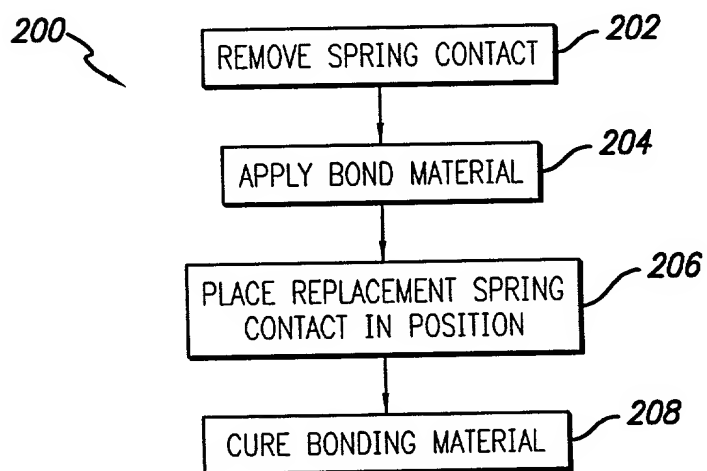 200
REMOVE SPRING CONTACT
202
APPLY BOND MATERIAL
204
PLACE REPLACEMENT SPRING
CONTACT IN POSITION
206
CURE BONDING MATERIAL
208